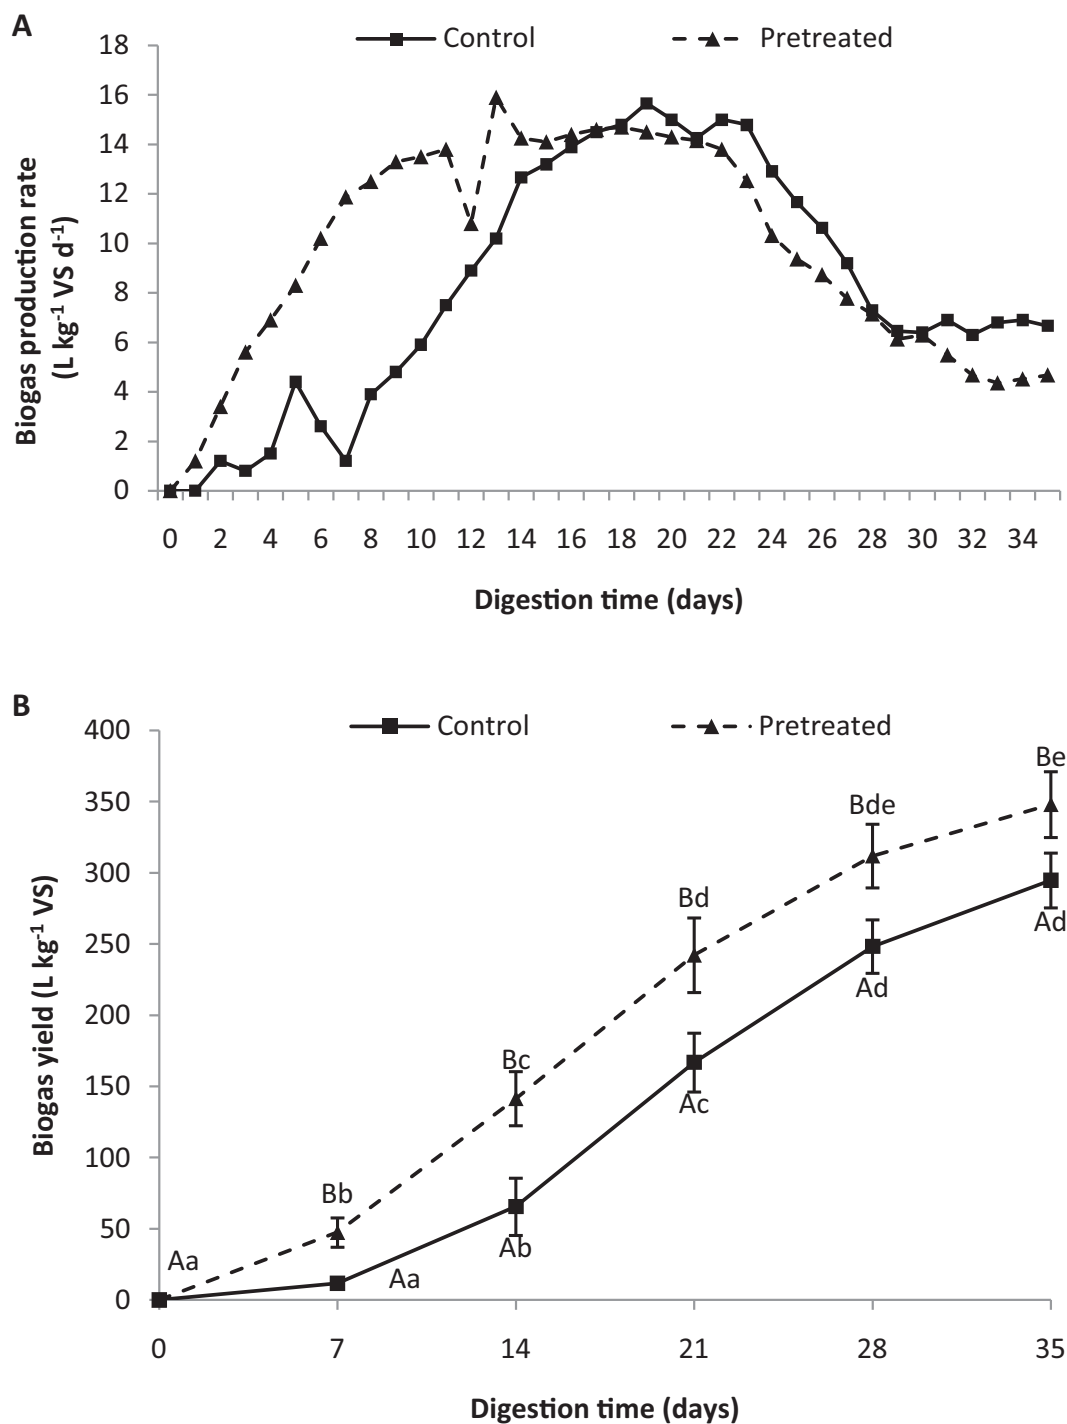 A
Control Pretreated
18
16
14
12
10
8
6
4
2
0
Biogas production rate
(L kg⁻¹ VS d⁻¹)
0 2 4 6 8 10 12 14 16 18 20 22 24 26 28 30 32 34
Digestion time (days)
B
Control Pretreated
400
350
300
250
200
150
100
50
0
Biogas yield (L kg⁻¹ VS)
Be
Bde
Bd
Ad
Ad
Bc
Ac
Bb
Ab
Aa
Aa
0 7 14 21 28 35
Digestion time (days)